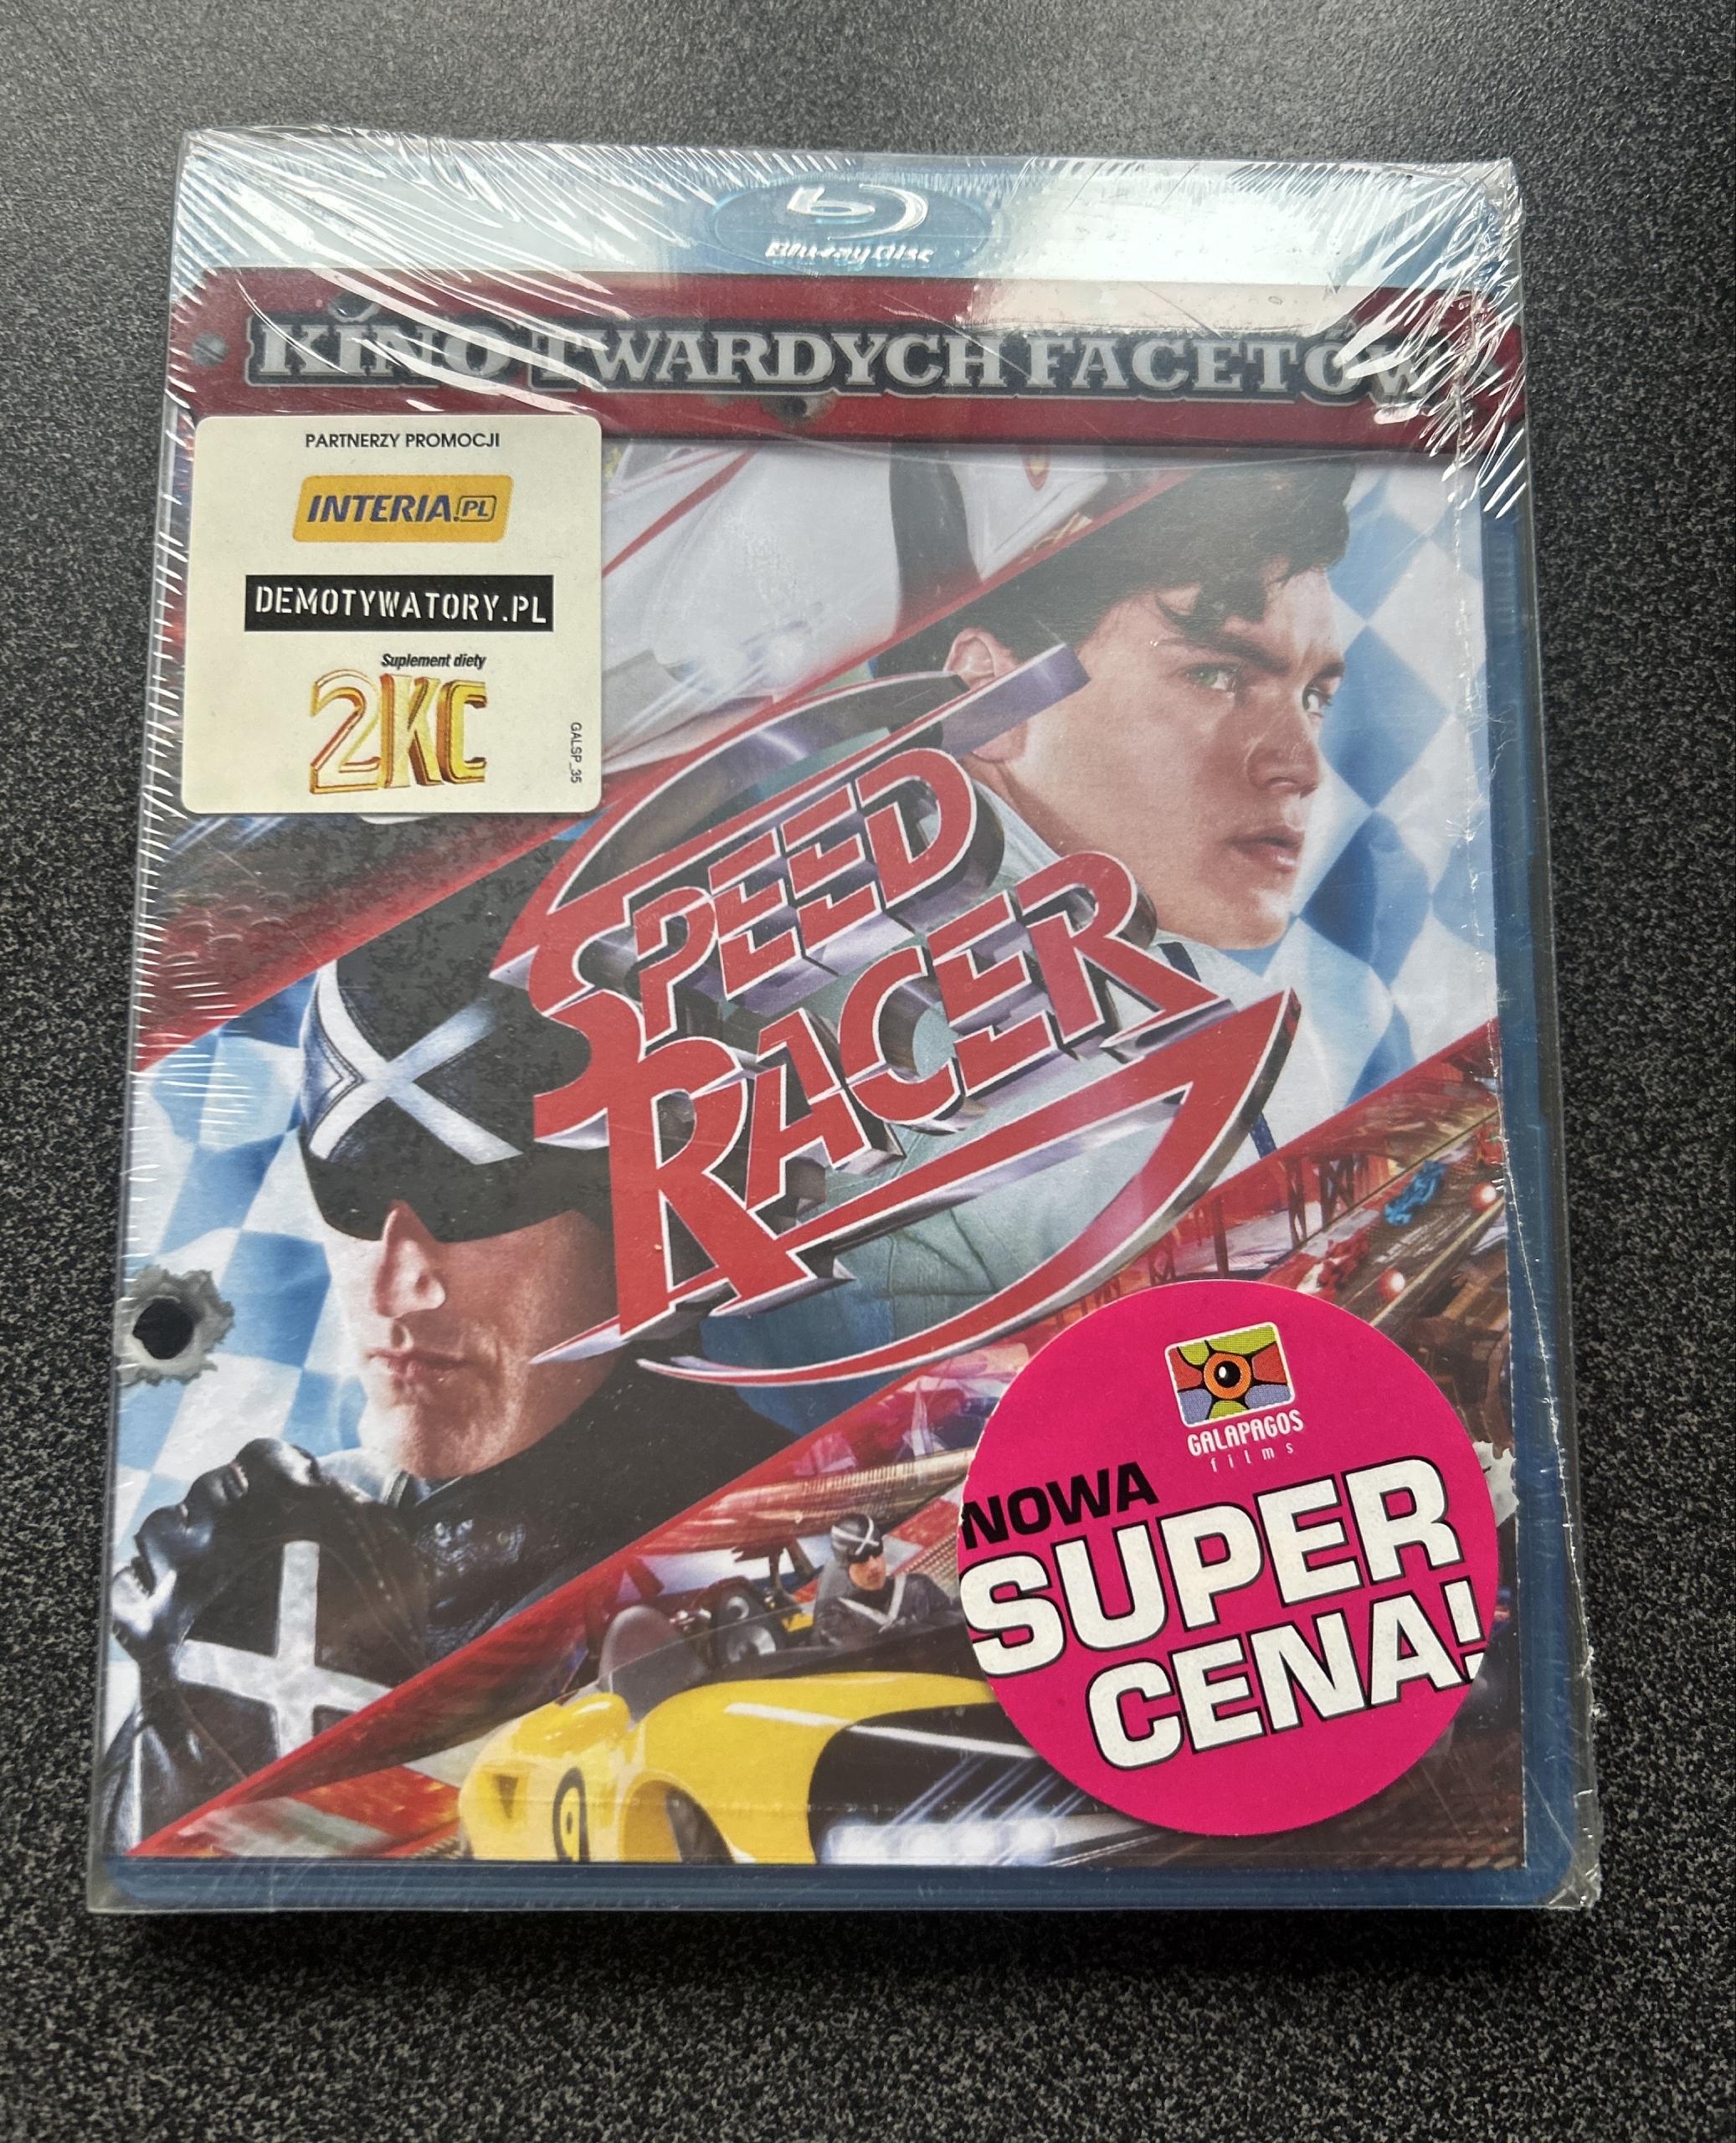 Blu-ray Disc
KINO TWARDYCH FACETÓW
PARTNERZY PROMOCJI
INTERIA.PL
DEMOTYWATORY.PL
Suplement diety
2KC
GALSP_35
SPEED
RACER
GALAPAGOS
films
NOWA
SUPER
CENA!
9